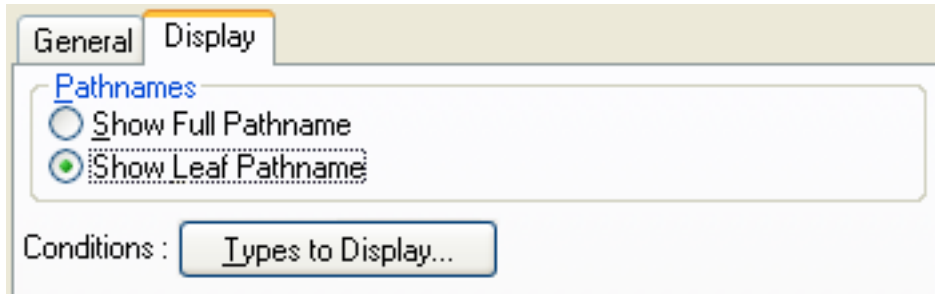 General Display
Pathnames
Show Full Pathname
Show Leaf Pathname
Conditions : Types to Display...